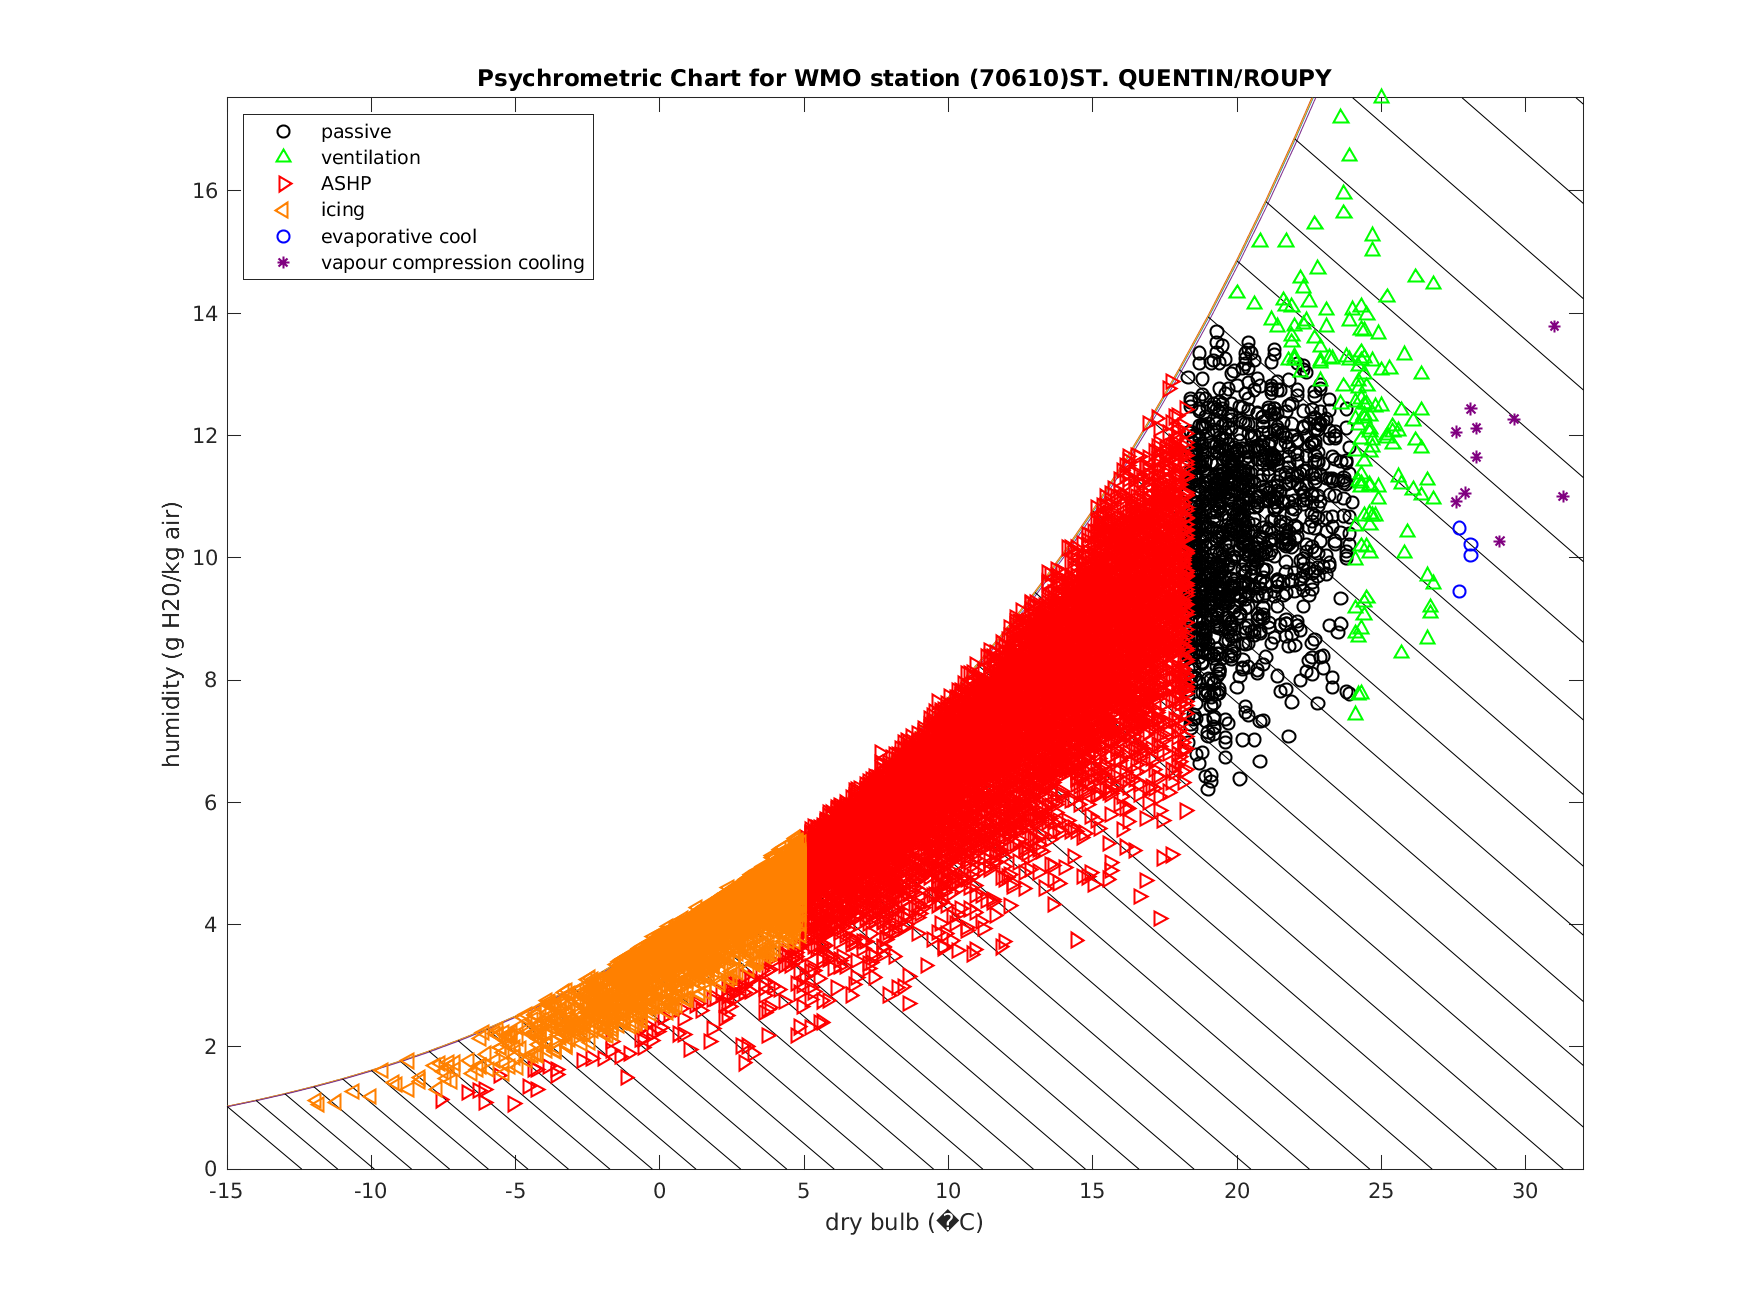 Psychrometric Chart for WMO station (70610)ST. QUENTIN/ROUPY
passive
ventilation
ASHP
icing
evaporative cool
vapour compression cooling
humidity (g H20/kg air)
16
14
12
10
8
6
4
2
0
-15 -10 -5 0 5 10 15 20 25 30
dry bulb (�C)